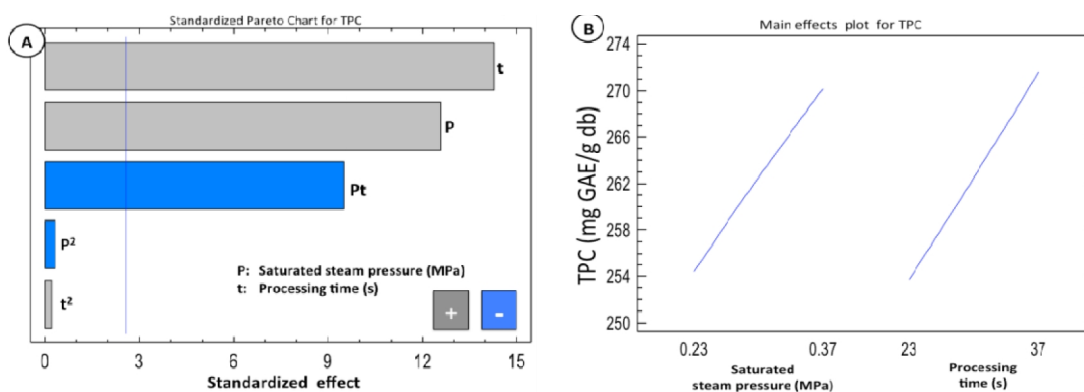 A
Standardized Pareto Chart for TPC
t
P
Pt
P²
t²
P: Saturated steam pressure (MPa)
t: Processing time (s)
+ -
0 3 6 9 12 15
Standardized effect
B
Main effects plot for TPC
TPC (mg GAE/g db)
274
270
266
262
258
254
250
0.23 0.37 23 37
Saturated steam pressure (MPa)
Processing time (s)